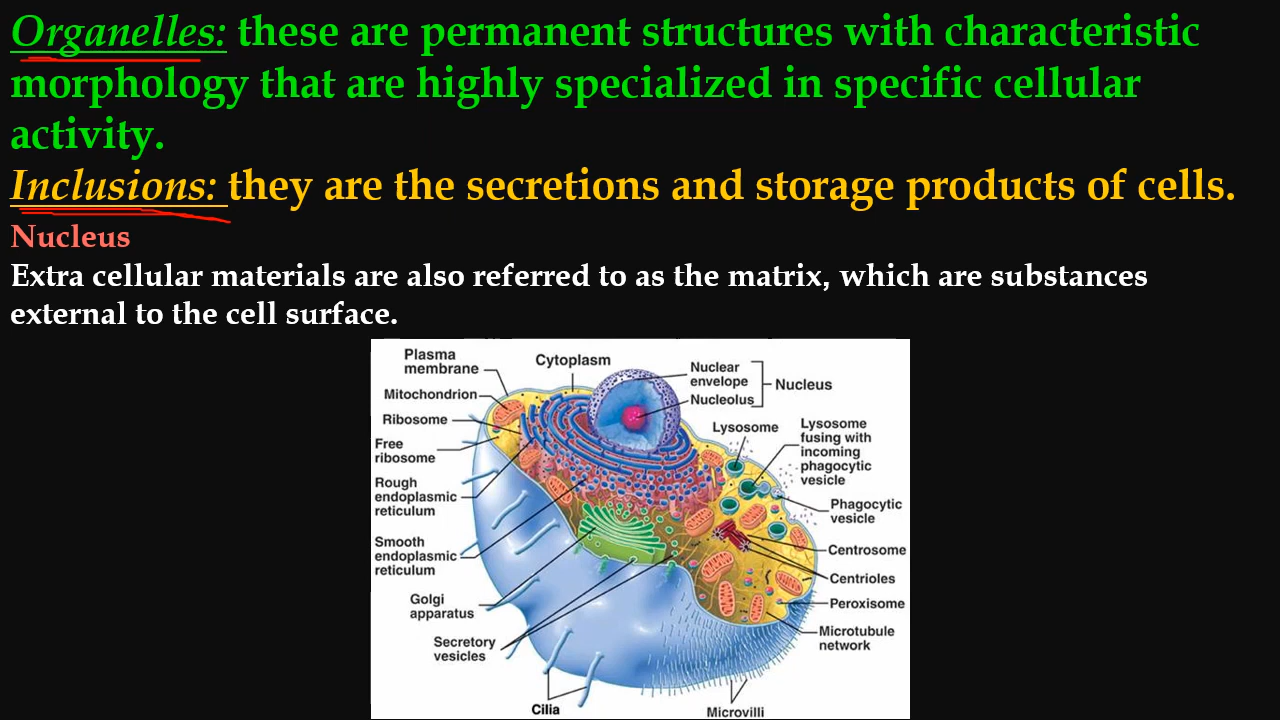 Organelles: these are permanent structures with characteristic
morphology that are highly specialized in specific cellular
activity.
Inclusions: they are the secretions and storage products of cells.
Nucleus
Extra cellular materials are also referred to as the matrix, which are substances
external to the cell surface.
Plasma
membrane
Cytoplasm
Nuclear
envelope
Nucleolus
Nucleus
Mitochondrion
Ribosome
Free
ribosome
Rough
endoplasmic
reticulum
Smooth
endoplasmic
reticulum
Golgi
apparatus
Secretory
vesicles
Cilia
Microvilli
Lysosome
Lysosome
fusing with
incoming
phagocytic
vesicle
Phagocytic
vesicle
Centrosome
Centrioles
Peroxisome
Microtubule
network